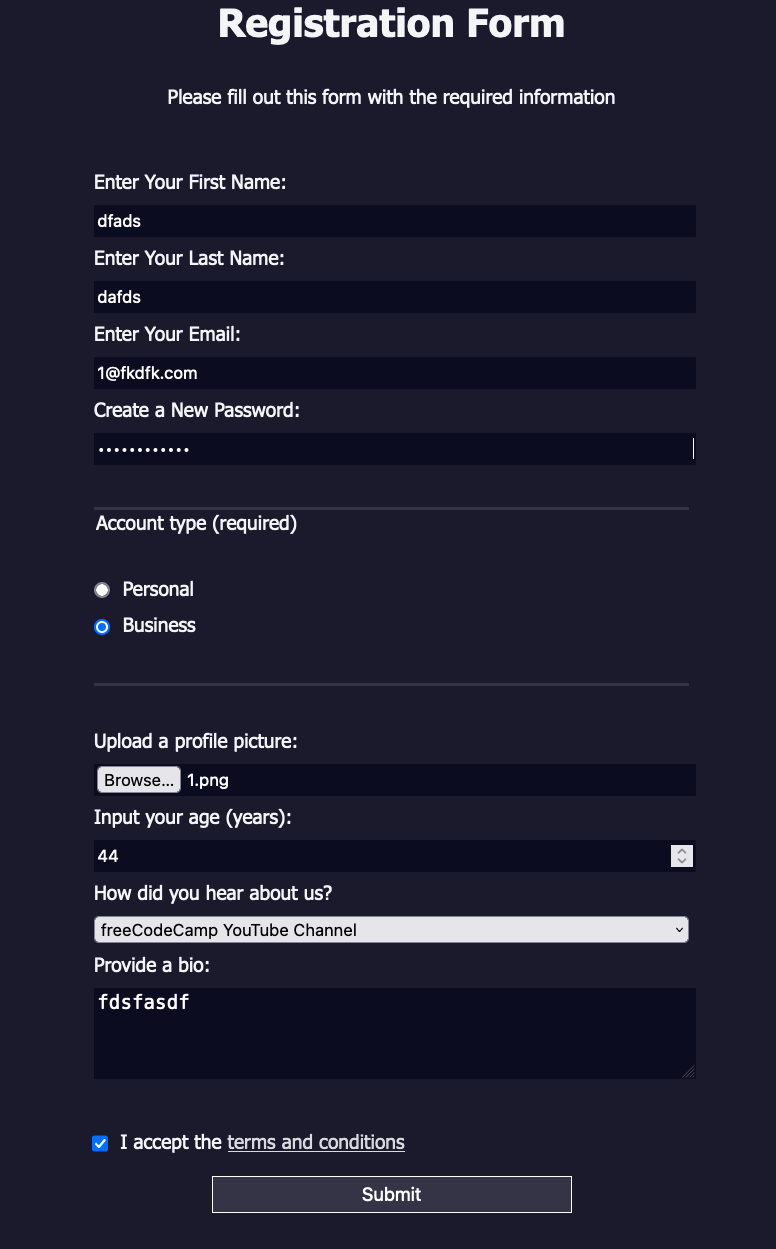 Registration Form
Please fill out this form with the required information
Enter Your First Name:
dfads
Enter Your Last Name:
dafds
Enter Your Email:
1@fkdfk.com
Create a New Password:
••••••••••••
Account type (required)
Personal
Business
Upload a profile picture:
Browse... 1.png
Input your age (years):
44
How did you hear about us?
freeCodeCamp YouTube Channel
Provide a bio:
fdsfasdf
I accept the terms and conditions
Submit